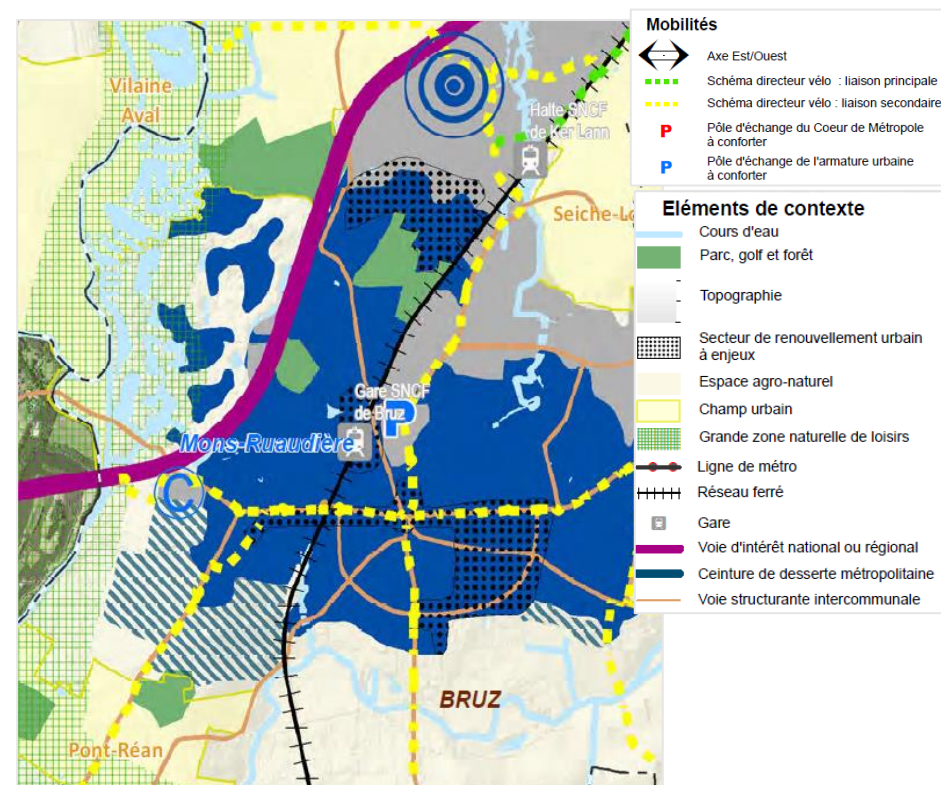 Vilaine
Aval
Halte SNCF
de Ker Lann
Gare SNCF
de Bruz
P
Mons-Ruaudière
C
BRUZ
Pont-Réan
Mobilités
Axe Est/Ouest
Schéma directeur vélo : liaison principale
Schéma directeur vélo : liaison secondaire
P Pôle d'échange du Coeur de Métropole
à conforter
P Pôle d'échange de l'armature urbaine
à conforter
Eléments de contexte
Cours d'eau
Parc, golf et forêt
Topographie
Secteur de renouvellement urbain
à enjeux
Espace agro-naturel
Champ urbain
Grande zone naturelle de loisirs
Ligne de métro
Réseau ferré
Gare
Voie d'intérêt national ou régional
Ceinture de desserte métropolitaine
Voie structurante intercommunale